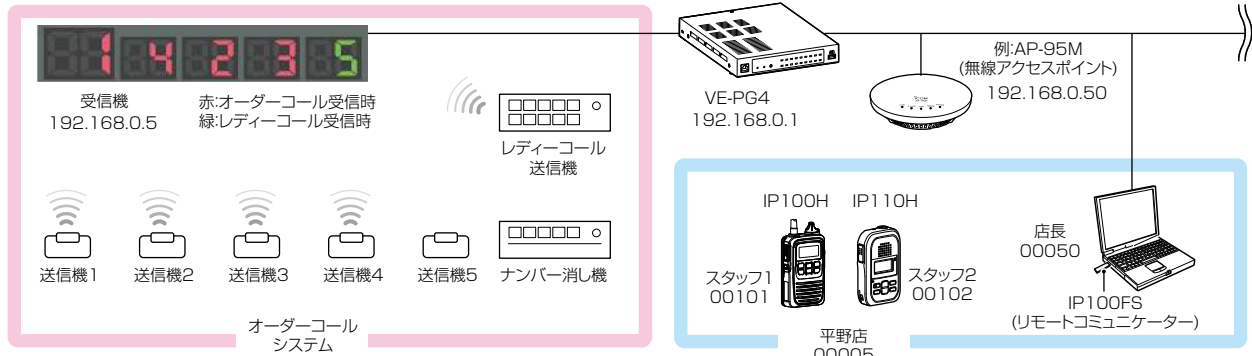 1 4 2 3 5
受信機
192.168.0.5
赤:オーダーコール受信時
緑:レディーコール受信時
レディーコール
送信機
送信機1
送信機2
送信機3
送信機4
送信機5
ナンバー消し機
オーダーコール
システム
VE-PG4
192.168.0.1
例:AP-95M
(無線アクセスポイント)
192.168.0.50
IP100H
IP110H
スタッフ1
00101
スタッフ2
00102
店長
00050
IP100FS
(リモートコミュニケーター)
平野店
00005